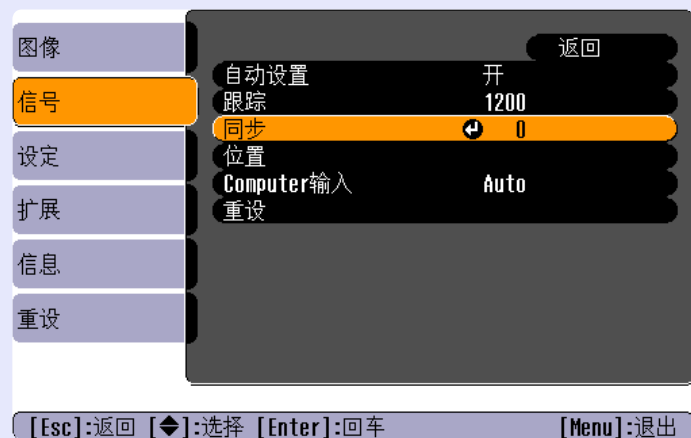 图像
信号
设定
扩展
信息
重设
返回
自动设置 开
跟踪 1200
同步 0
位置
Computer输入 Auto
重设
[Esc]:返回 [◆]:选择 [Enter]:回车 [Menu]:退出